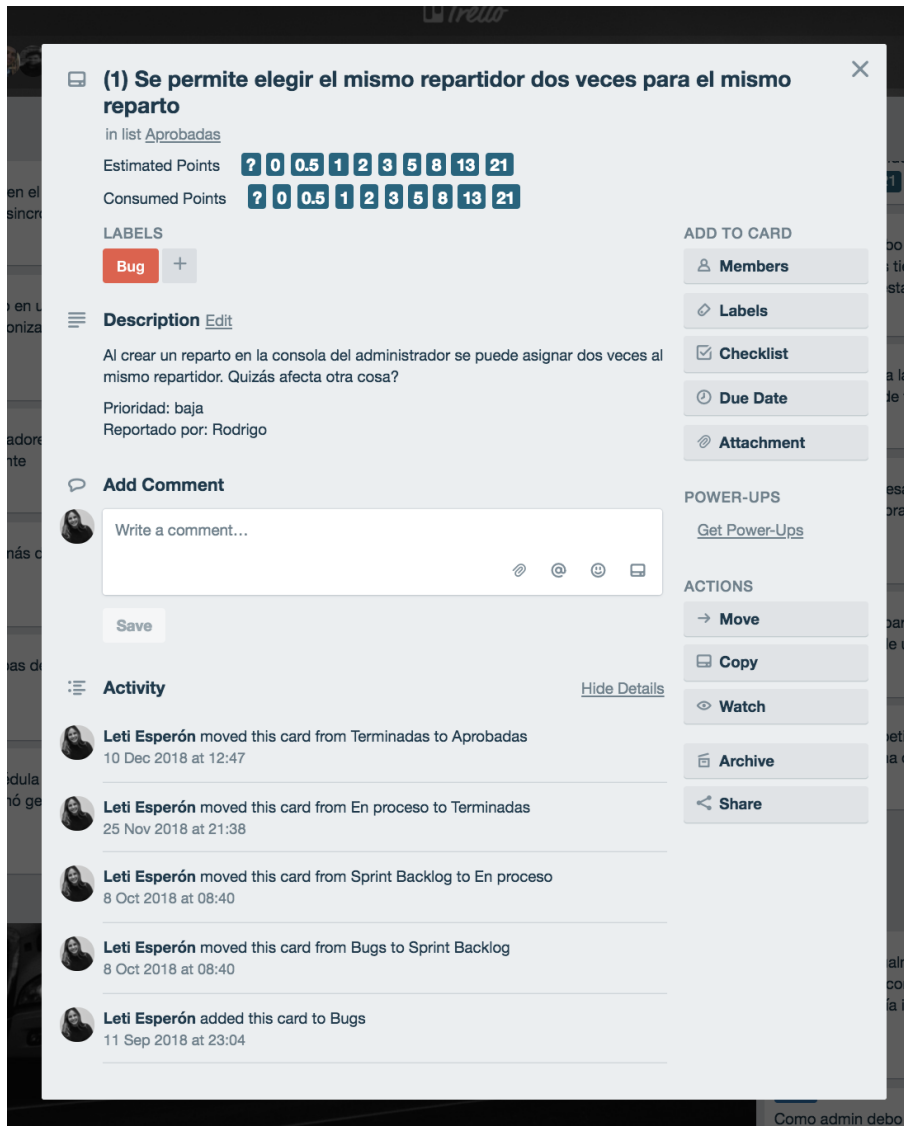 Trello
(1) Se permite elegir el mismo repartidor dos veces para el mismo
reparto
in list Aprobadas
Estimated Points ? 0 0.5 1 2 3 5 8 13 21
Consumed Points ? 0 0.5 1 2 3 5 8 13 21
LABELS
Bug +
Description Edit
Al crear un reparto en la consola del administrador se puede asignar dos veces al
mismo repartidor. Quizás afecta otra cosa?
Prioridad: baja
Reportado por: Rodrigo
Add Comment
Write a comment…
Save
Activity Hide Details
Leti Esperón moved this card from Terminadas to Aprobadas
10 Dec 2018 at 12:47
Leti Esperón moved this card from En proceso to Terminadas
25 Nov 2018 at 21:38
Leti Esperón moved this card from Sprint Backlog to En proceso
8 Oct 2018 at 08:40
Leti Esperón moved this card from Bugs to Sprint Backlog
8 Oct 2018 at 08:40
Leti Esperón added this card to Bugs
11 Sep 2018 at 23:04
ADD TO CARD
Members
Labels
Checklist
Due Date
Attachment
POWER-UPS
Get Power-Ups
ACTIONS
Move
Copy
Watch
Archive
Share
Como admin debo